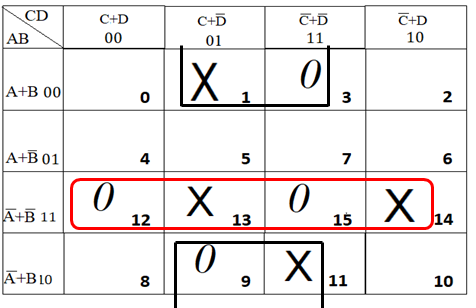 CD
AB
C+D
00
C+D̅
01
C̅+D̅
11
C̅+D
10
A+B 00
X
1
0
3
0
2
A+B̅ 01
4
5
7
6
A̅+B̅ 11
0
12
X
13
0
15
X
14
A̅+B10
8
0
9
X
11
10